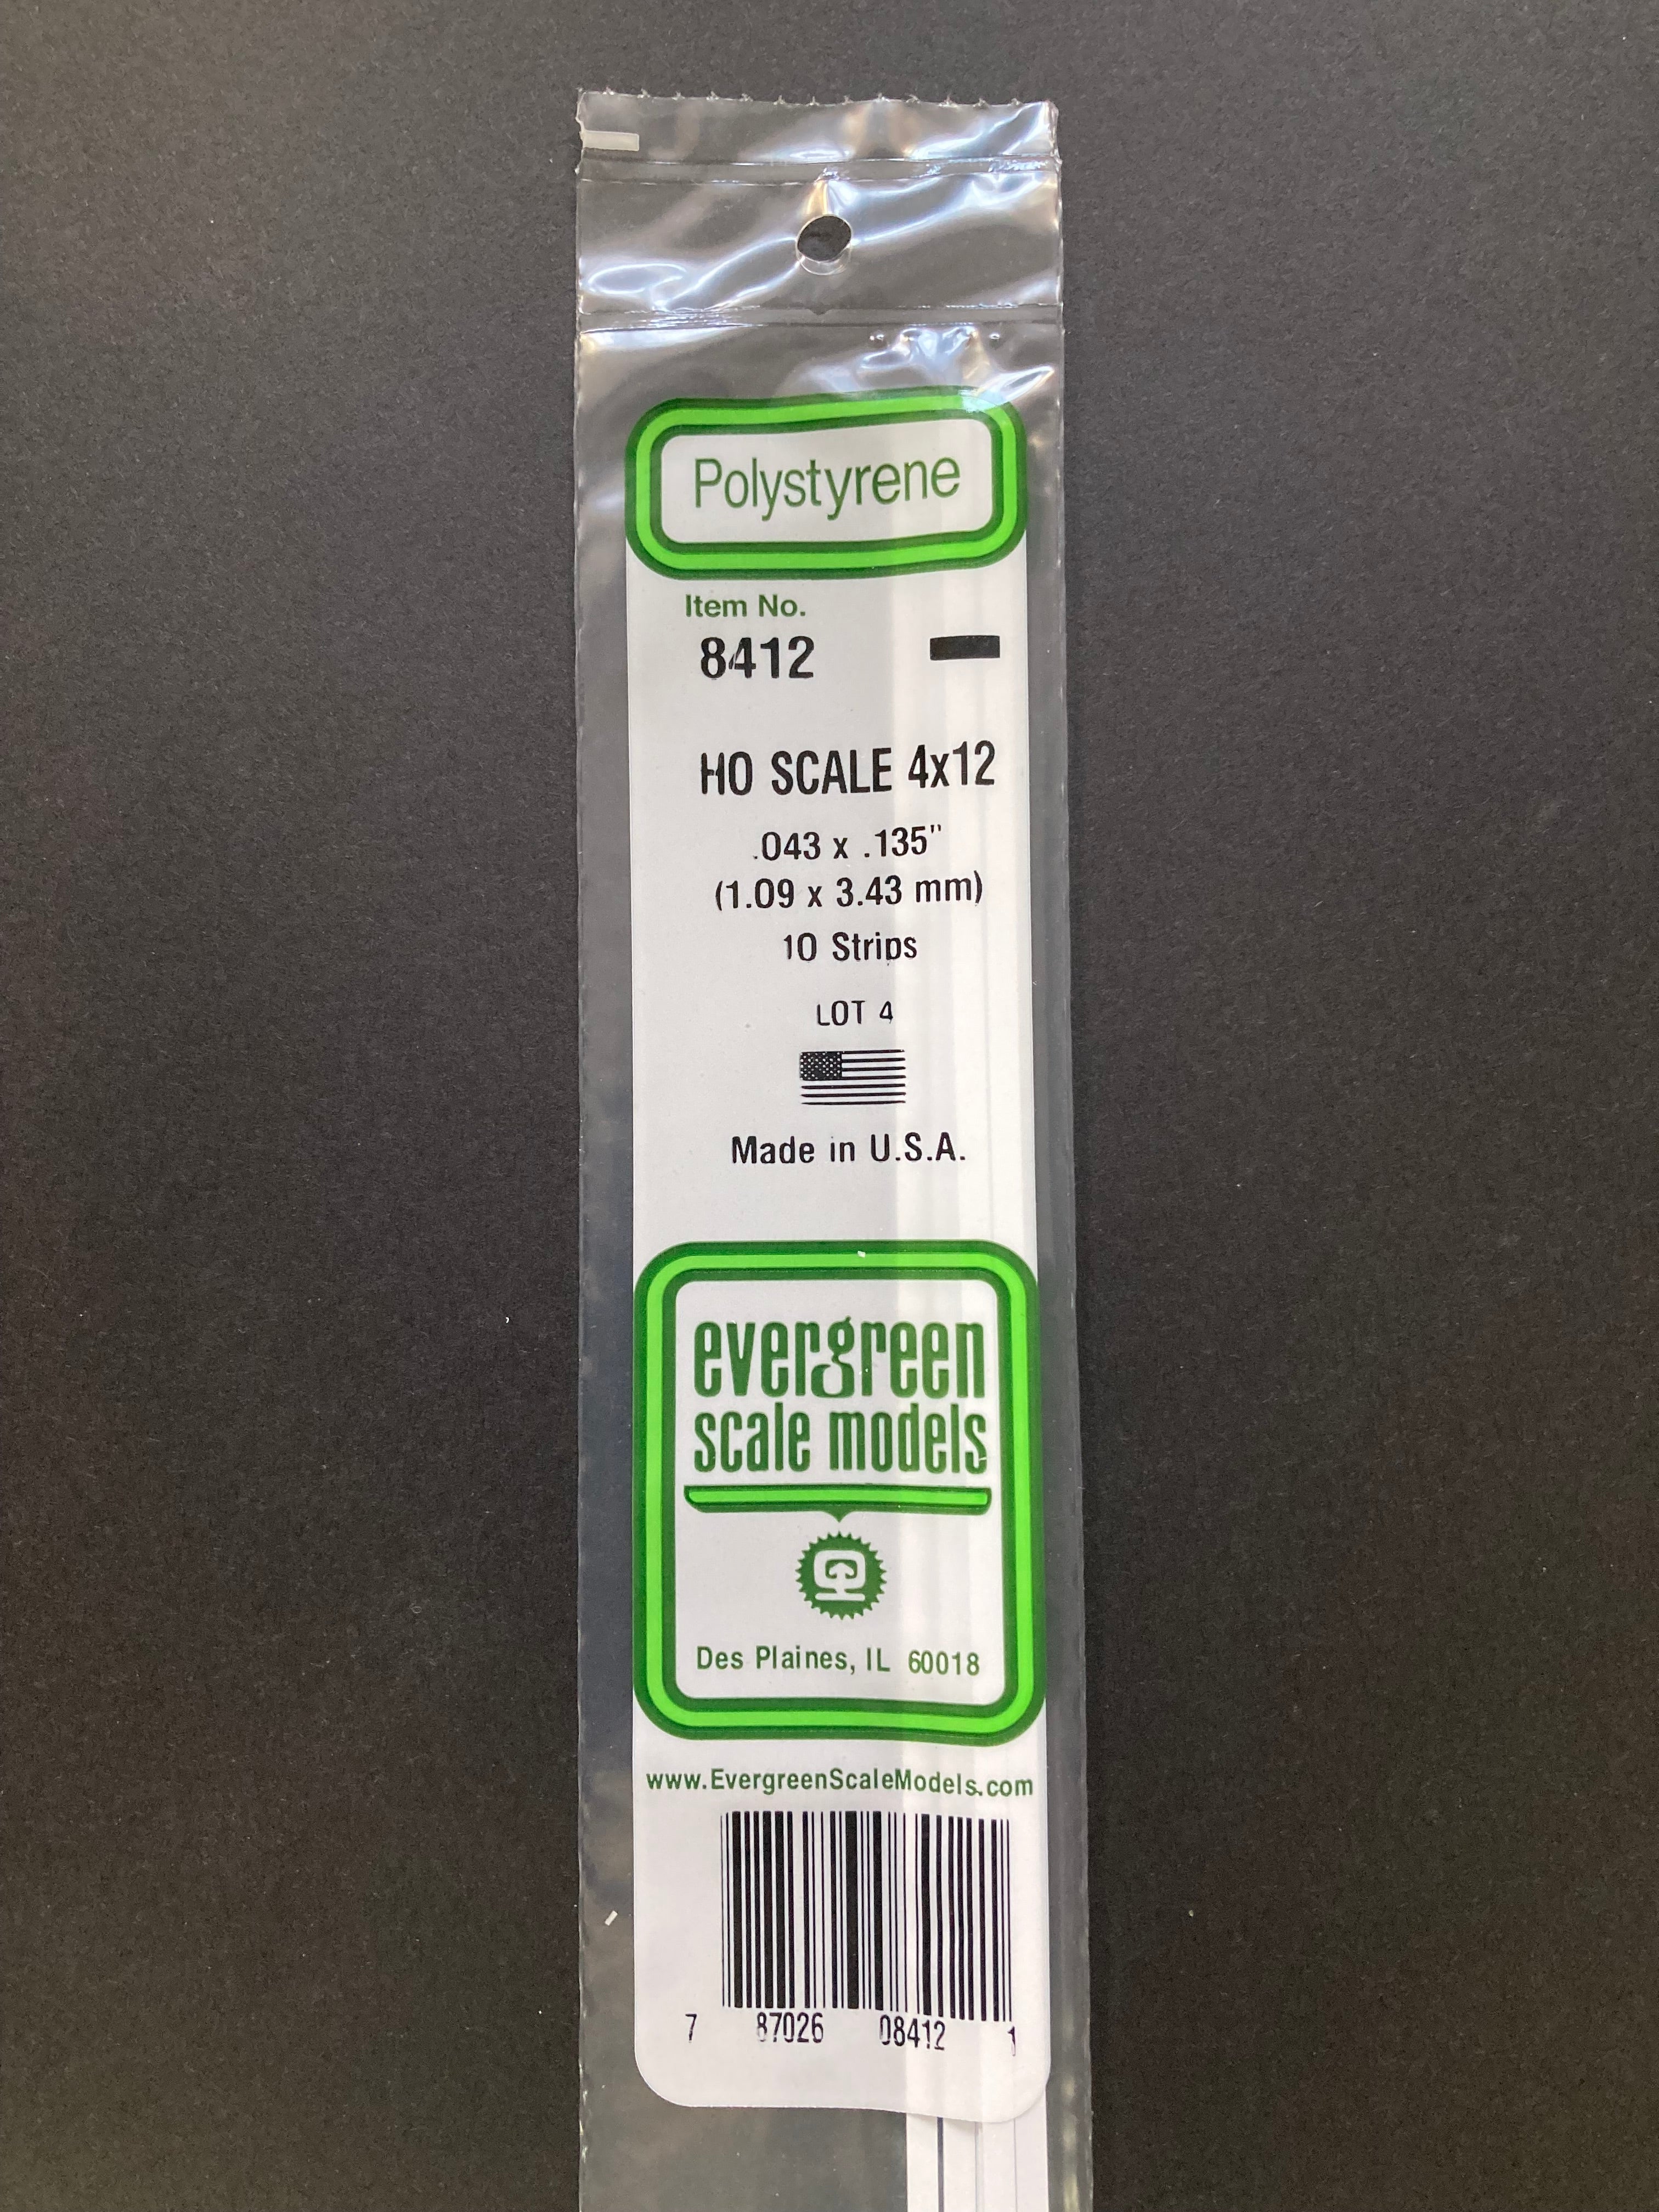 Polystyrene
Item No.
8412
HO SCALE 4x12
.043 x .135"
(1.09 x 3.43 mm)
10 Strips
LOT 4
Made in U.S.A.
evergreen
scale models
Des Plaines, IL 60018
www.EvergreenScaleModels.com
7 87026 08412 1